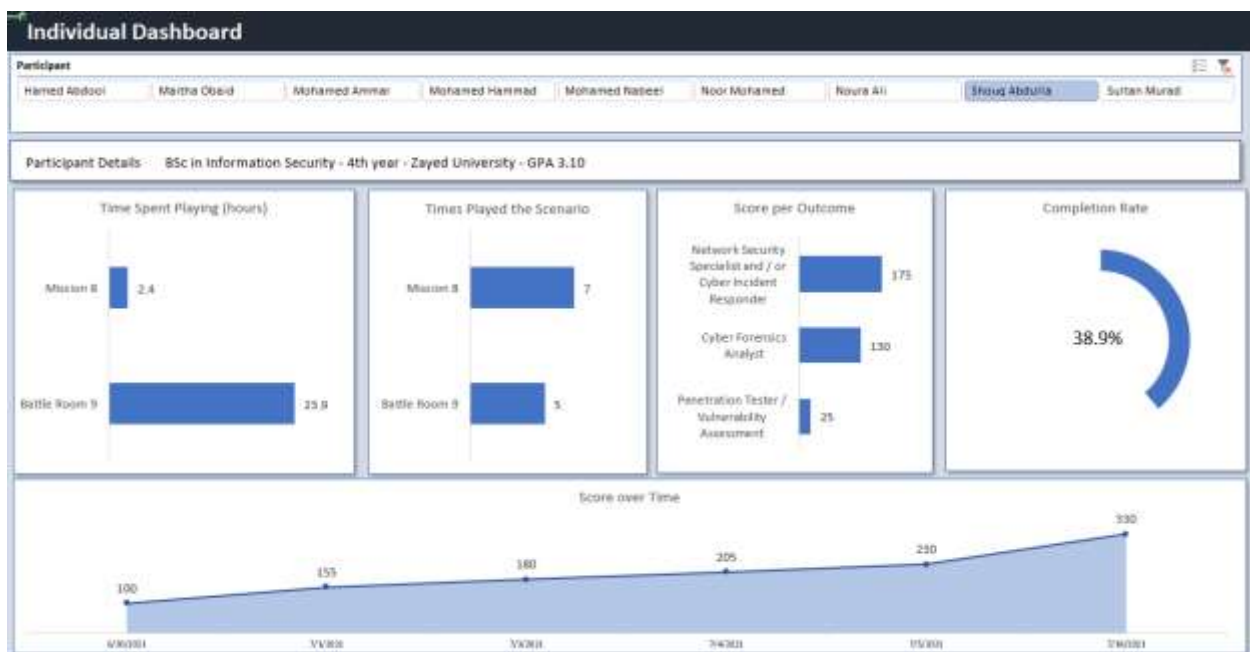 Individual Dashboard
Participant
Hamed Abdool Maitha Obaid Mohamed Ammar Mohamed Hammad Mohamed Nabeel Noor Mohamed Noura Ali Shouq Abdulla Sultan Murad
Participant Details BSc in Information Security - 4th year - Zayed University - GPA 3.10
Time Spent Playing (hours)
Mission 8 2.4
Battle Room 9 23.9
Times Played the Scenario
Mission 8 7
Battle Room 9 5
Score per Outcome
Network Security
Specialist and / or
Cyber Incident
Responder
175
Cyber Forensics
Analyst
130
Penetration Tester /
Vulnerability
Assessment
25
Completion Rate
38.9%
Score over Time
100 155 180 205 230 330